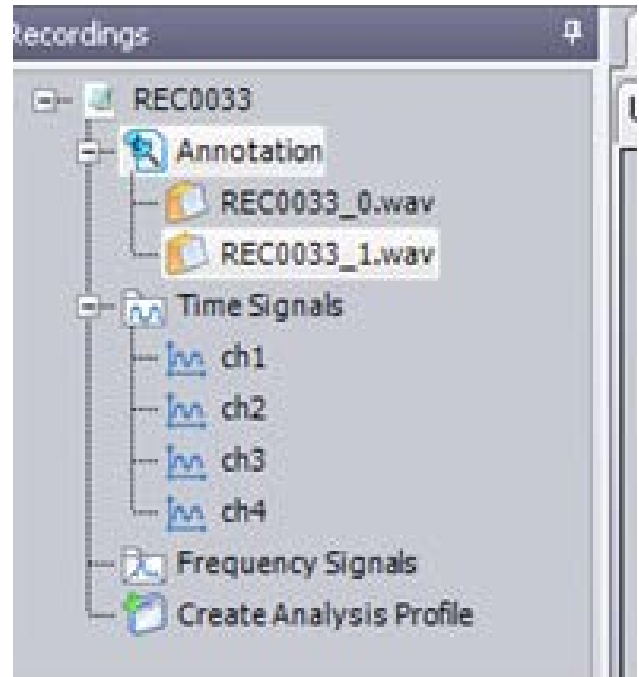 Recordings
REC0033
Annotation
REC0033_0.wav
REC0033_1.wav
Time Signals
ch1
ch2
ch3
ch4
Frequency Signals
Create Analysis Profile